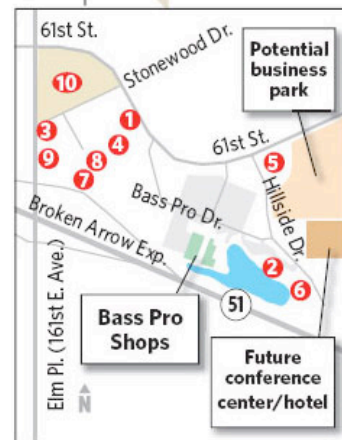 61st St.
Stonewood Dr.
Potential
business
park
10
1
3
4
61st St.
9
8
5
7
Bass Pro Dr.
Hillside Dr.
Broken Arrow Exp.
2
6
51
Elm Pl. (161st E. Ave.)
Bass Pro
Shops
N
Future
conference
center/hotel